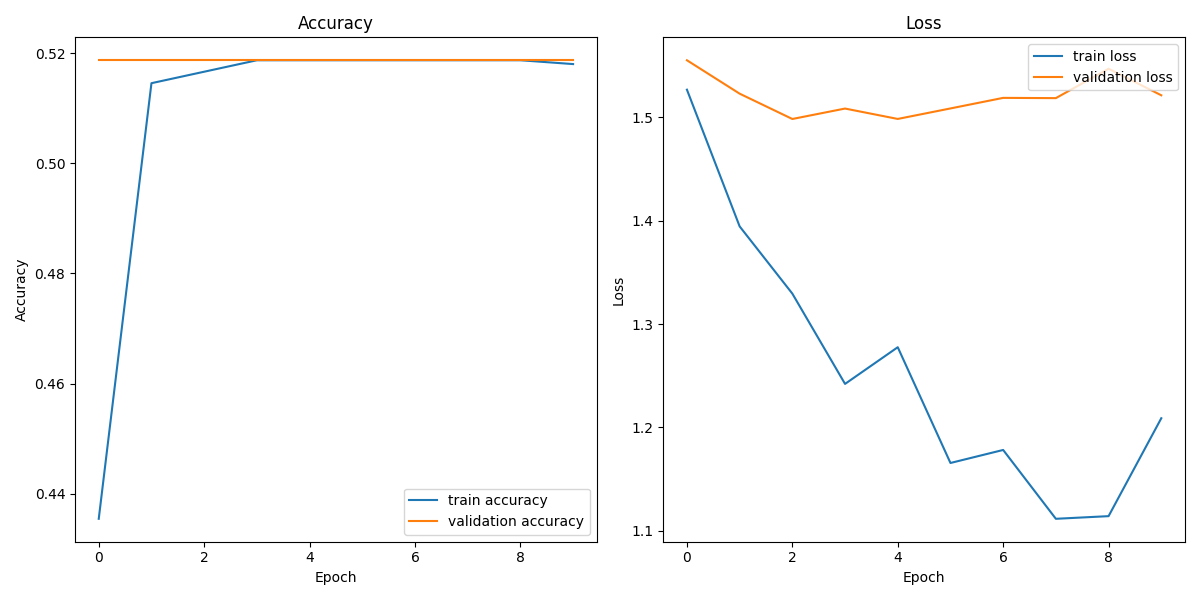 Accuracy
0.52
0.50
0.48
0.46
0.44
Accuracy
0
2
4
6
8
Epoch
train accuracy
validation accuracy
Loss
1.5
1.4
1.3
1.2
1.1
Loss
0
2
4
6
8
Epoch
train loss
validation loss